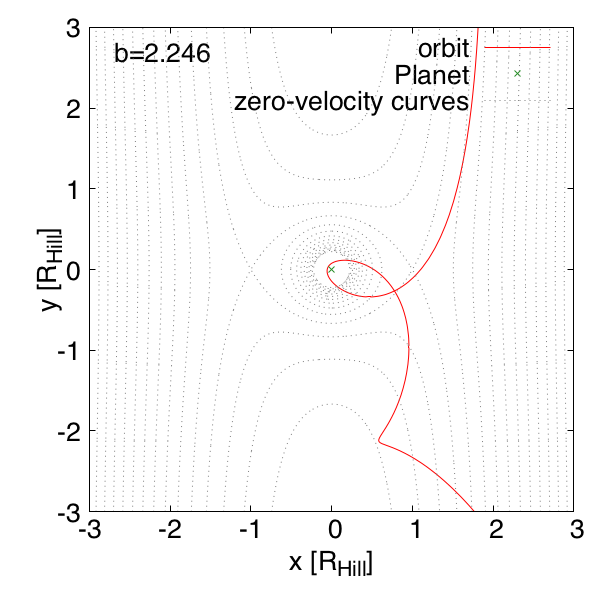 b=2.246
orbit
Planet
zero-velocity curves
3
2
1
0
-1
-2
-3
y [R_Hill]
-3 -2 -1 0 1 2 3
x [R_Hill]